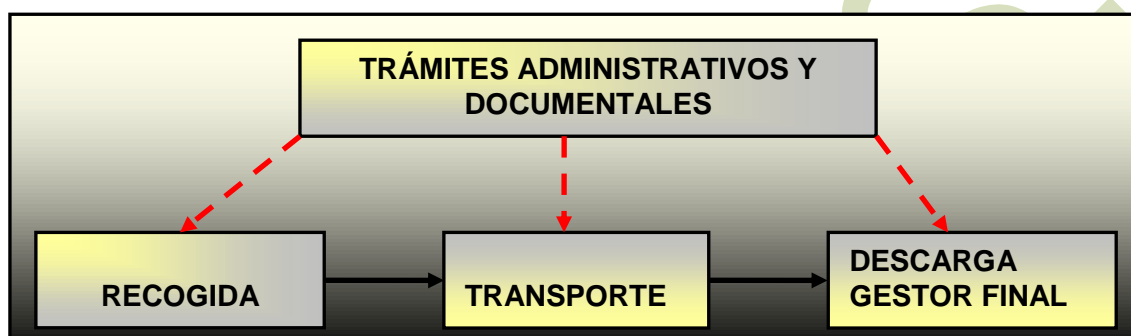 TRÁMITES ADMINISTRATIVOS Y
DOCUMENTALES
RECOGIDA
TRANSPORTE
DESCARGA
GESTOR FINAL